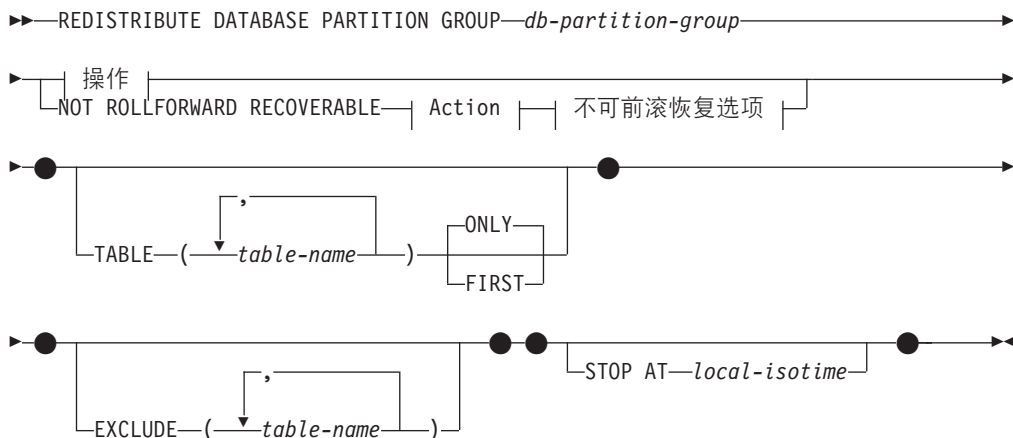 REDISTRIBUTE DATABASE PARTITION GROUP db-partition-group
操作
NOT ROLLFORWARD RECOVERABLE Action 不可前滚恢复选项
,
ONLY
TABLE ( table-name )
FIRST
STOP AT local-isotime
,
EXCLUDE ( table-name )